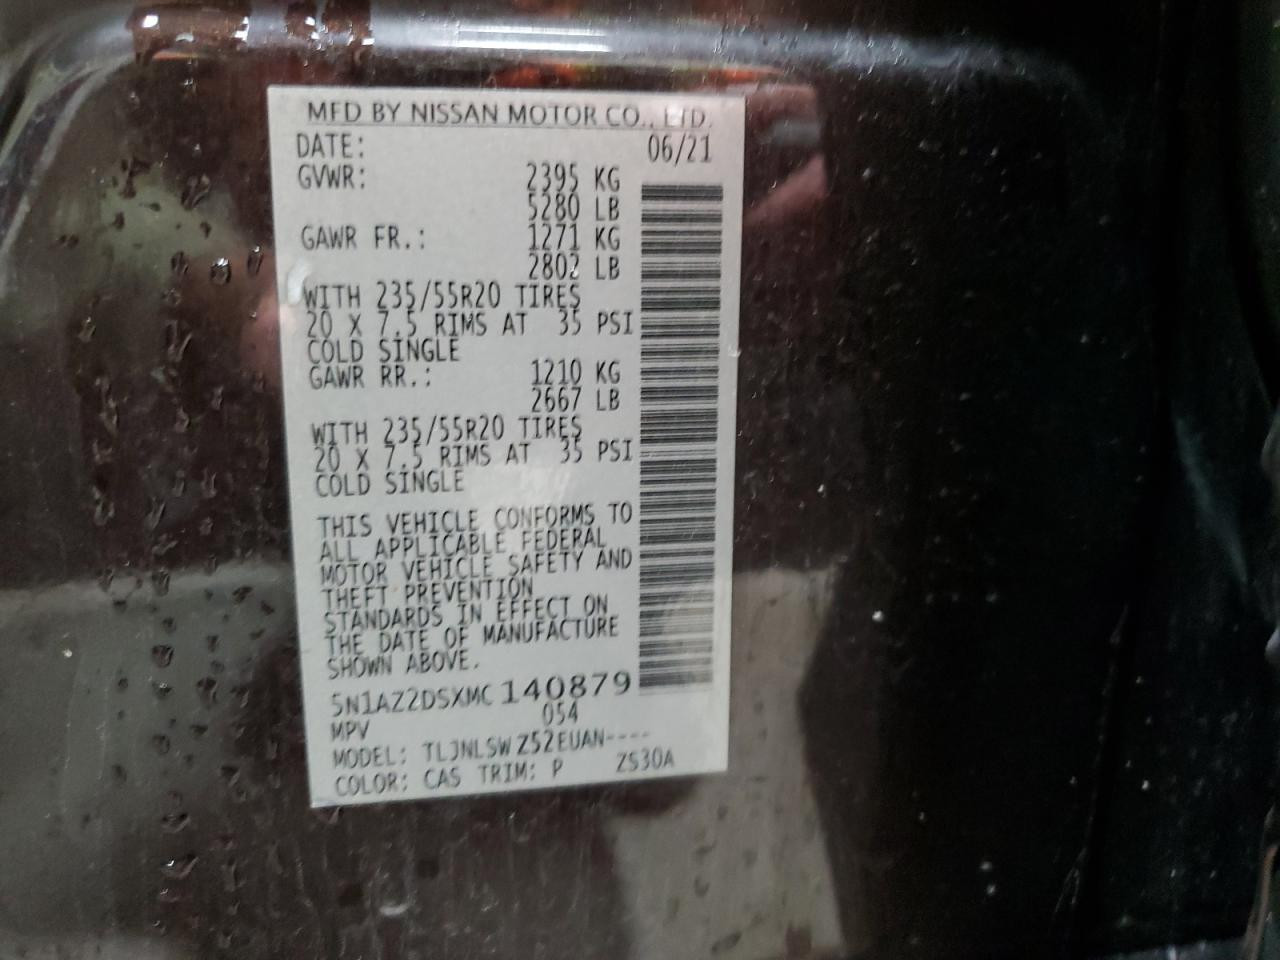 MFD BY NISSAN MOTOR CO., LTD.
DATE: 06/21
GVWR: 2395 KG
5280 LB
GAWR FR.: 1271 KG
2802 LB
WITH 235/55R20 TIRES
20 X 7.5 RIMS AT 35 PSI
COLD SINGLE
GAWR RR.: 1210 KG
2667 LB
WITH 235/55R20 TIRES
20 X 7.5 RIMS AT 35 PSI
COLD SINGLE
THIS VEHICLE CONFORMS TO
ALL APPLICABLE FEDERAL
MOTOR VEHICLE SAFETY AND
THEFT PREVENTION
STANDARDS IN EFFECT ON
THE DATE OF MANUFACTURE
SHOWN ABOVE.
5N1AZ2DSXMC140879
MPV 054
MODEL: TLJNLSWZ52EUAN----
COLOR: CAS TRIM: P ZS30A